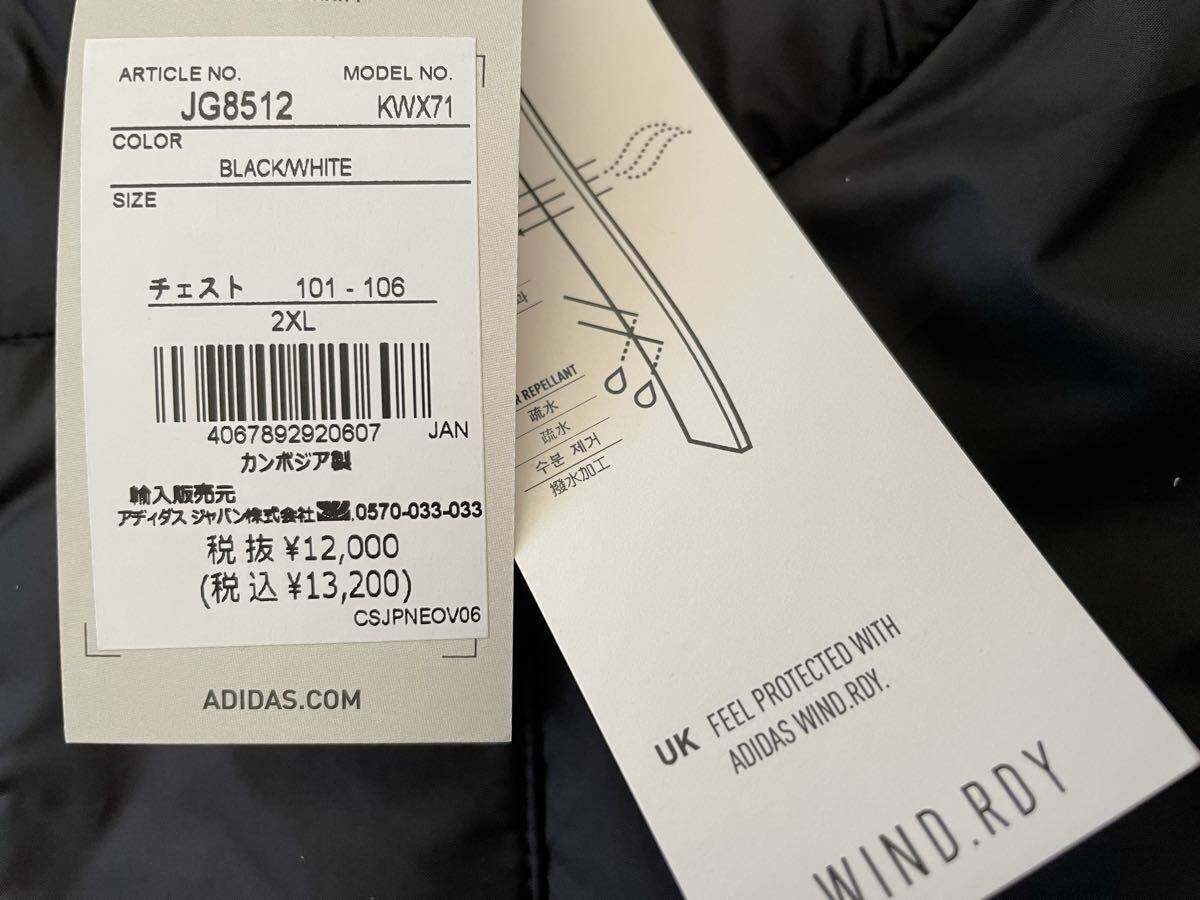 ARTICLE NO. MODEL NO.
JG8512 KWX71
COLOR
BLACK/WHITE
SIZE
チェスト 101 - 106
2XL
4067892920607 JAN
カンボジア製
輸入販売元
アディダス ジャパン株式会社 0570-033-033
税抜 ¥12,000
(税込 ¥13,200)
CSJPNEOV06
ADIDAS.COM
과
R REPELLANT
疏水
疏水
수분 제거
撥水加工
UK FEEL PROTECTED WITH
ADIDAS WIND.RDY.
WIND.RDY